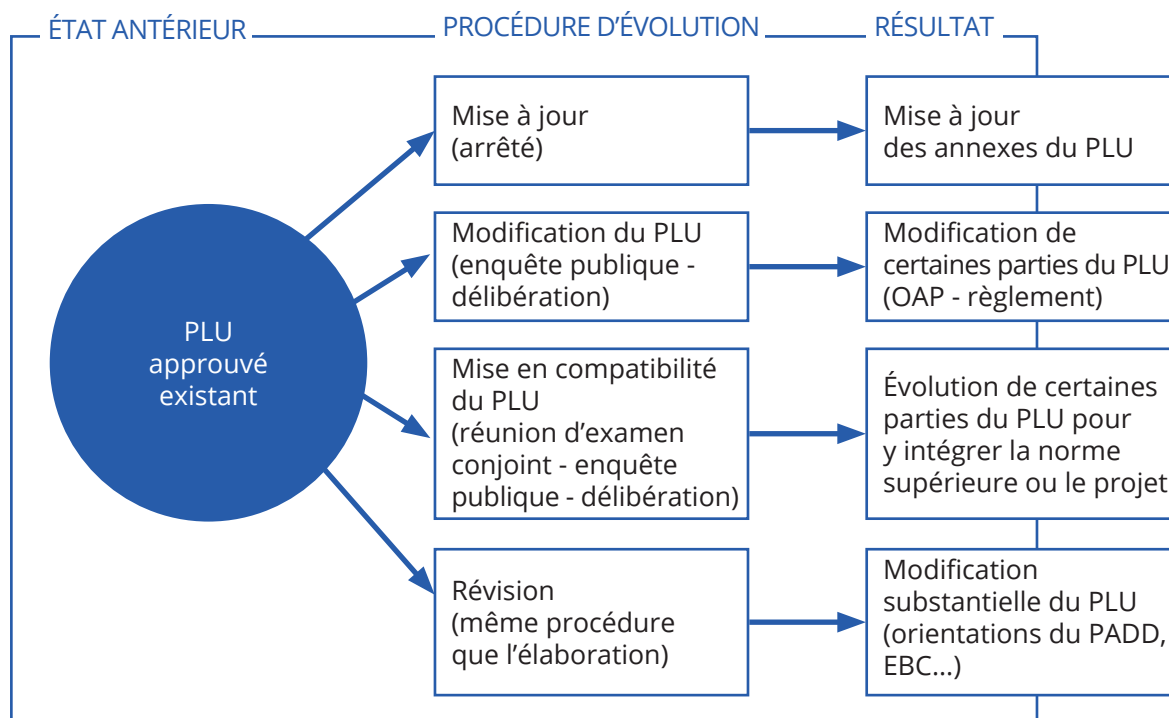 ÉTAT ANTÉRIEUR
PROCÉDURE D'ÉVOLUTION
RÉSULTAT
PLU
approuvé
existant
Mise à jour
(arrêté)
Mise à jour
des annexes du PLU
Modification du PLU
(enquête publique -
délibération)
Modification de
certaines parties du PLU
(OAP - règlement)
Mise en compatibilité
du PLU
(réunion d’examen
conjoint - enquête
publique - délibération)
Évolution de certaines
parties du PLU pour
y intégrer la norme
supérieure ou le projet
Révision
(même procédure
que l’élaboration)
Modification
substantielle du PLU
(orientations du PADD,
EBC...)